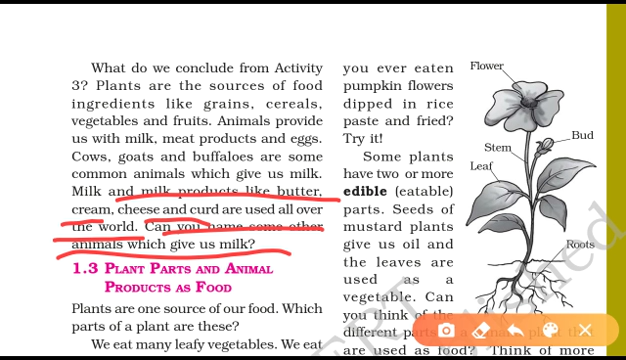 What do we conclude from Activity
3? Plants are the sources of food
ingredients like grains, cereals,
vegetables and fruits. Animals provide
us with milk, meat products and eggs.
Cows, goats and buffaloes are some
common animals which give us milk.
Milk and milk products like butter,
cream, cheese and curd are used all over
the world. Can you name some other
animals which give us milk?
1.3 PLANT PARTS AND ANIMAL
PRODUCTS AS FOOD
Plants are one source of our food. Which
parts of a plant are these?
We eat many leafy vegetables. We eat
you ever eaten
pumpkin flowers
dipped in rice
paste and fried?
Try it!
Some plants
have two or more
edible (eatable)
parts. Seeds of
mustard plants
give us oil and
the leaves are
used as a
vegetable. Can
you think of the
different parts
are used as food? Think of more
Flower
Bud
Stem
Leaf
Roots